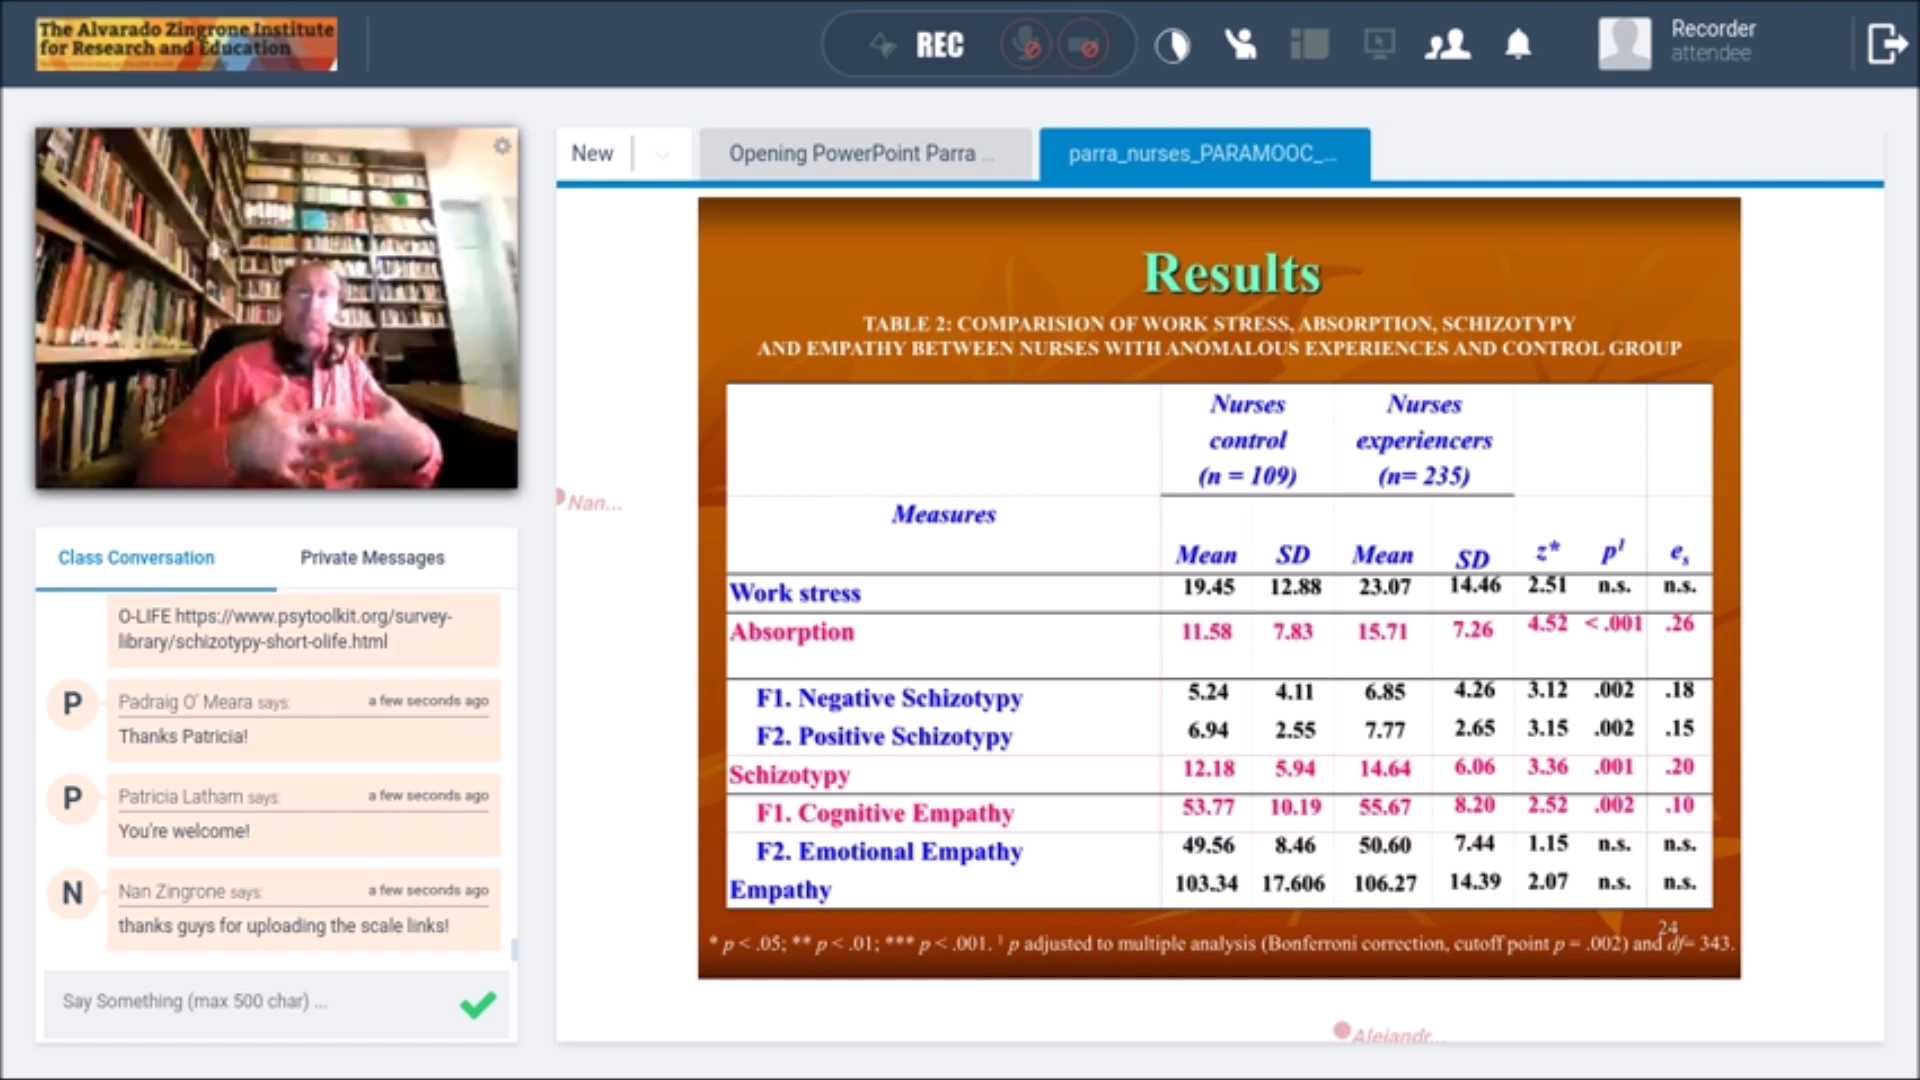 The Alvarado Zingrone Institute
for Research and Education
REC
Recorder
attendee
New
Opening PowerPoint Parra ...
parra_nurses_PARAMOOC_...
Nan...
Class Conversation
Private Messages
O-LIFE https://www.psytoolkit.org/survey-
library/schizotypy-short-olife.html
P
Padraig O' Meara says:
a few seconds ago
Thanks Patricia!
P
Patricia Latham says:
a few seconds ago
You're welcome!
N
Nan Zingrone says:
a few seconds ago
thanks guys for uploading the scale links!
Say Something (max 500 char) ...
Results
TABLE 2: COMPARISION OF WORK STRESS, ABSORPTION, SCHIZOTYPY
AND EMPATHY BETWEEN NURSES WITH ANOMALOUS EXPERIENCES AND CONTROL GROUP
Measures
Nurses control (n = 109)
Nurses experiencers (n= 235)
Mean SD Mean SD z* p¹ es
Work stress 19.45 12.88 23.07 14.46 2.51 n.s. n.s.
Absorption 11.58 7.83 15.71 7.26 4.52 < .001 .26
F1. Negative Schizotypy 5.24 4.11 6.85 4.26 3.12 .002 .18
F2. Positive Schizotypy 6.94 2.55 7.77 2.65 3.15 .002 .15
Schizotypy 12.18 5.94 14.64 6.06 3.36 .001 .20
F1. Cognitive Empathy 53.77 10.19 55.67 8.20 2.52 .002 .10
F2. Emotional Empathy 49.56 8.46 50.60 7.44 1.15 n.s. n.s.
Empathy 103.34 17.606 106.27 14.39 2.07 n.s. n.s.
24
* p < .05; ** p < .01; *** p < .001. ¹ p adjusted to multiple analysis (Bonferroni correction, cutoff point p = .002) and df= 343.
Alejandr...